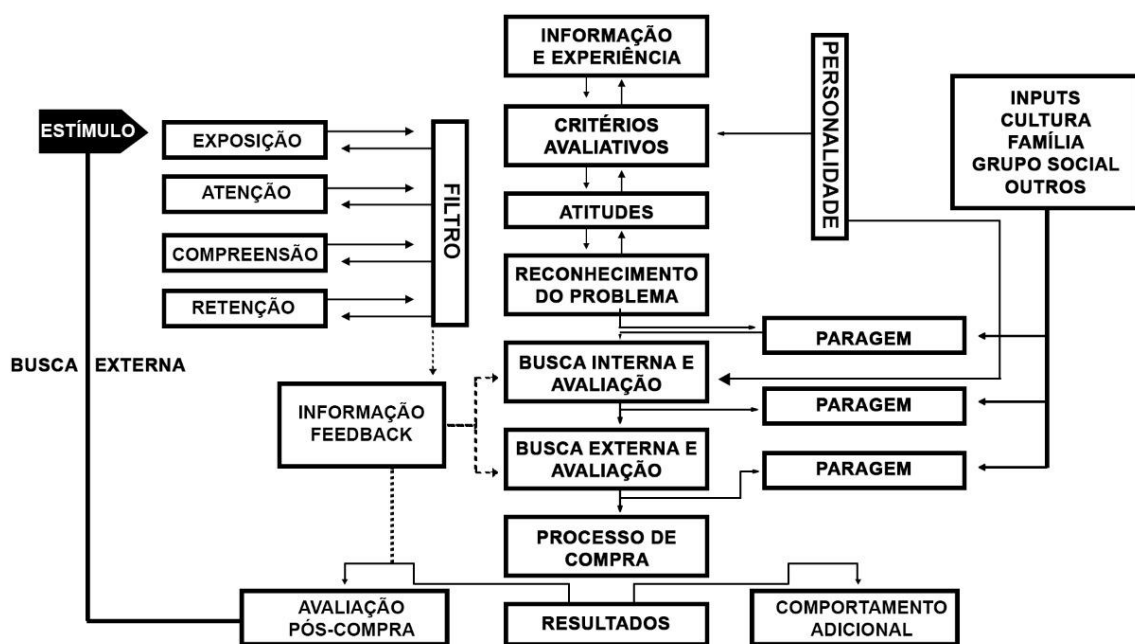 ESTÍMULO
EXPOSIÇÃO
ATENÇÃO
COMPREENSÃO
RETENÇÃO
FILTRO
BUSCA EXTERNA
INFORMAÇÃO
FEEDBACK
AVALIAÇÃO
PÓS-COMPRA
INFORMAÇÃO
E EXPERIÊNCIA
CRITÉRIOS
AVALIATIVOS
ATITUDES
RECONHECIMENTO
DO PROBLEMA
BUSCA INTERNA E
AVALIAÇÃO
BUSCA EXTERNA E
AVALIAÇÃO
PROCESSO DE
COMPRA
RESULTADOS
PERSONALIDADE
INPUTS
CULTURA
FAMÍLIA
GRUPO SOCIAL
OUTROS
PARAGEM
PARAGEM
PARAGEM
COMPORTAMENTO
ADICIONAL